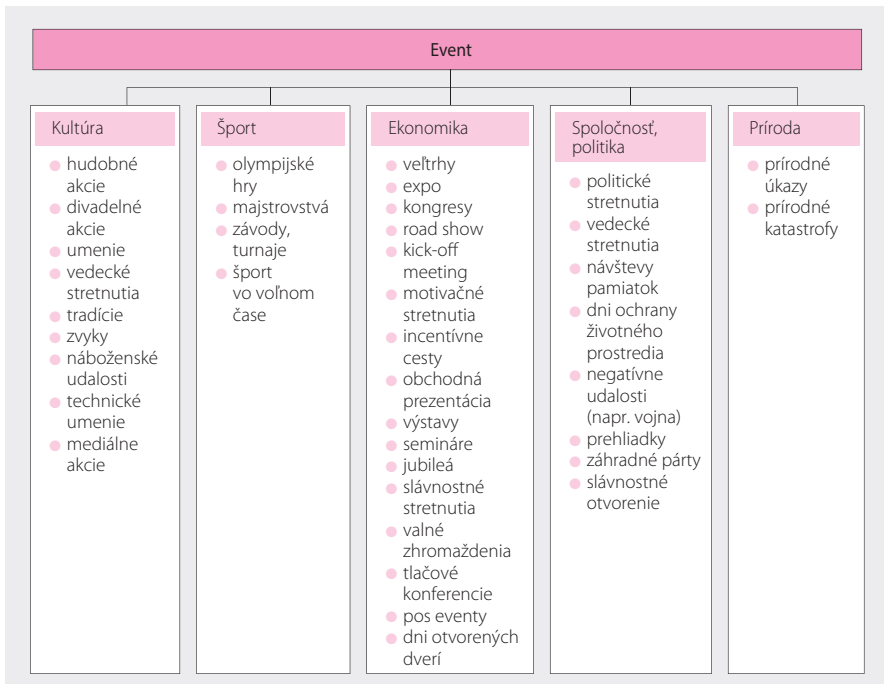 Event
Kultúra
hudobné
akcie
divadelné
akcie
umenie
vedecké
stretnutia
tradície
zvyky
náboženské
udalosti
technické
umenie
mediálne
akcie
Šport
olympijské
hry
majstrovstvá
závody,
turnaje
šport
vo voľnom
čase
Ekonomika
veľtrhy
expo
kongresy
road show
kick-off
meeting
motivačné
stretnutia
incentívne
cesty
obchodná
prezentácia
výstavy
semináre
jubileá
slávnostné
stretnutia
valné
zhromaždenia
tlačové
konferencie
pos eventy
dni otvorených
dverí
Spoločnosť,
politika
politické
stretnutia
vedecké
stretnutia
návštevy
pamiatok
dni ochrany
životného
prostredia
negatívne
udalosti
(napr. vojna)
prehliadky
záhradné párty
slávnostné
otvorenie
Príroda
prírodné
úkazy
prírodné
katastrofy